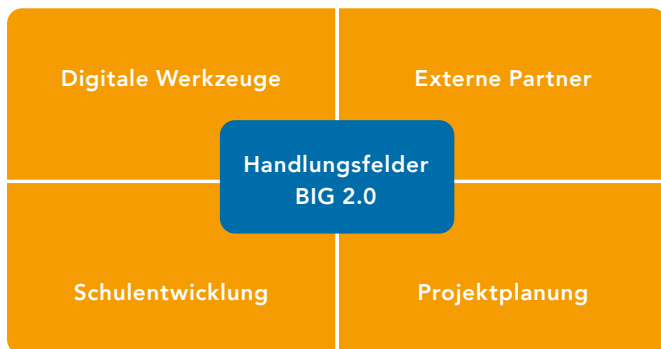 Digitale Werkzeuge
Externe Partner
Handlungsfelder
BIG 2.0
Schulentwicklung
Projektplanung